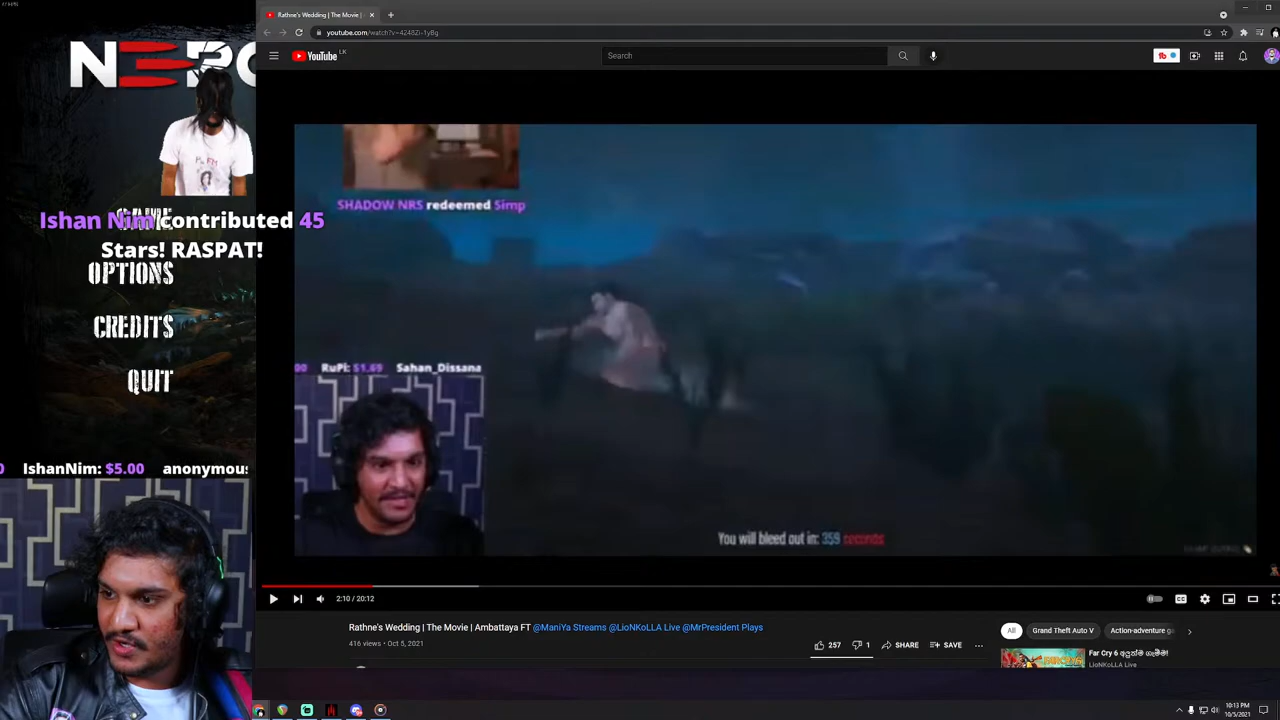 Rathne's Wedding | The Movie |
youtube.com/watch?v=4Z48Zi-1yBg
YouTube LK
Search
SHADOW NRS redeemed Simp
Ishan Nim contributed 45
Stars! RASPAT!
OPTIONS
CREDITS
QUIT
RuPi: $1.69 Sahan_Dissana
IshanNim: $5.00 anonymous
You will bleed out in: 359 seconds
2:10 / 20:12
Rathne's Wedding | The Movie | Ambattaya FT @ManiYa Streams @LioNKoLLA Live @MrPresident Plays
416 views • Oct 5, 2021
257 1 SHARE SAVE
All Grand Theft Auto V Action-adventure g
LioNKoLLA Live
10:13 PM
10/5/2021